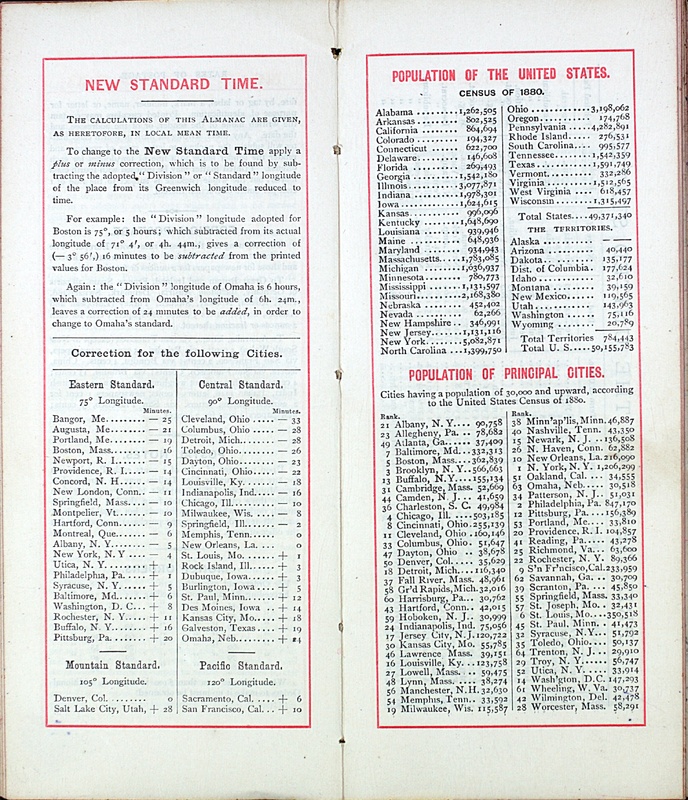 NEW STANDARD TIME.
THE CALCULATIONS OF THIS ALMANAC ARE GIVEN,
AS HERETOFORE, IN LOCAL MEAN TIME.
To change to the New Standard Time apply a
plus or minus correction, which is to be found by sub-
tracting the adopted "Division" or "Standard" longitude
of the place from its Greenwich longitude reduced to
time.
For example: the "Division" longitude adopted for
Boston is 75°, or 5 hours; which subtracted from its actual
longitude of 71° 4′, or 4h. 44m., gives a correction of
(— 3° 56′,) 16 minutes to be subtracted from the printed
values for Boston.
Again: the "Division" longitude of Omaha is 6 hours,
which subtracted from Omaha's longitude of 6h. 24m.,
leaves a correction of 24 minutes to be added, in order to
change to Omaha's standard.
Correction for the following Cities.
Eastern Standard.
75° Longitude.
Minutes.
Bangor, Me......... — 25
Augusta, Me........ — 21
Portland, Me....... — 19
Boston, Mass....... — 16
Newport, R. I...... — 15
Providence, R. I... — 14
Concord, N. H...... — 14
New London, Conn.. — 11
Springfield, Mass.... — 10
Montpelier, Vt..... — 10
Hartford, Conn..... — 9
Montreal, Que...... — 6
Albany, N. Y....... — 5
New York, N. Y .... — 4
Utica, N. Y........ + 1
Philadelphia, Pa.... + 1
Syracuse, N. Y..... + 5
Baltimore, Md...... + 6
Washington, D. C... + 8
Rochester, N. Y.... + 11
Buffalo, N. Y...... + 16
Pittsburg, Pa...... + 20
Central Standard.
90° Longitude.
Minutes.
Cleveland, Ohio .... — 33
Columbus, Ohio .... — 28
Detroit, Mich....... — 28
Toledo, Ohio....... — 26
Dayton, Ohio....... — 23
Cincinnati, Ohio.... — 22
Louisville, Ky...... — 18
Indianapolis, Ind.... — 16
Chicago, Ill........ — 10
Milwaukee, Wis. ... — 8
Springfield, Ill..... — 2
Memphis, Tenn..... 0
New Orleans, La. ... 0
St. Louis, Mo. ..... + 1
Rock Island, Ill.... + 3
Dubuque, Iowa..... + 3
Burlington, Iowa ... + 5
St. Paul, Minn...... + 12
Des Moines, Iowa .. + 14
Kansas City, Mo.... + 18
Galveston, Texas ... + 19
Omaha, Neb........ + 24
Mountain Standard.
105° Longitude.
Denver, Col. ........ 0
Salt Lake City, Utah, + 28
Pacific Standard.
120° Longitude.
Sacramento, Cal. .... + 6
San Francisco, Cal... + 10
POPULATION OF THE UNITED STATES.
CENSUS OF 1880.
Alabama .........1,262,505
Arkansas ......... 802,525
California ........ 864,694
Colorado ......... 194,327
Connecticut ...... 622,700
Delaware......... 146,608
Florida .......... 269,493
Georgia ..........1,542,180
Illinois...........3,077,871
Indiana ..........1,978,301
Iowa.............1,624,615
Kansas........... 996,096
Kentucky ........1,648,690
Louisiana ........ 939,946
Maine ........... 648,936
Maryland ........ 934,943
Massachusetts....1,783,085
Michigan ........1,636,937
Minnesota ....... 780,773
Mississippi .......1,131,597
Missouri..........2,168,380
Nebraska ........ 452,402
Nevada .......... 62,266
New Hampshire .. 346,991
New Jersey.......1,131,116
New York........5,082,871
North Carolina ...1,399,750
Ohio.............3,198,062
Oregon........... 174,768
Pennsylvania .....4,282,891
Rhode Island..... 276,531
South Carolina.... 995,577
Tennessee........1,542,359
Texas............1,591,749
Vermont.......... 332,286
Virginia ..........1,512,565
West Virginia .... 618,457
Wisconsin ........1,315,497
Total States....49,371,340
THE TERRITORIES.
Alaska ........... ———
Arizona .......... 40,440
Dakota........... 135,177
Dist. of Columbia. 177,624
Idaho............ 32,610
Montana ......... 39,159
New Mexico...... 119,565
Utah............. 143,963
Washington ...... 75,116
Wyoming ........ 20,789
Total Territories 784,443
Total U. S.....50,155,783
POPULATION OF PRINCIPAL CITIES.
Cities having a population of 30,000 and upward, according
to the United States Census of 1880.
Rank.
21 Albany, N. Y.... 90,758
23 Allegheny, Pa. .. 78,682
49 Atlanta, Ga...... 37,409
7 Baltimore, Md...332,313
5 Boston, Mass....362,839
3 Brooklyn, N. Y..566,663
13 Buffalo, N.Y.....155,134
31 Cambridge, Mass. 52,669
44 Camden, N. J... 41,659
36 Charleston, S. C. 49,984
4 Chicago, Ill. ....503,185
8 Cincinnati, Ohio.255,139
11 Cleveland, Ohio .160,146
33 Columbus, Ohio. 51,647
47 Dayton, Ohio ... 38,678
50 Denver, Col..... 35,629
18 Detroit, Mich....116,340
37 Fall River, Mass. 48,961
58 Gr'd Rapids, Mich.32,016
60 Harrisburg, Pa... 30,762
43 Hartford, Conn.. 42,015
59 Hoboken, N. J... 30,999
24 Indianapolis, Ind. 75,056
17 Jersey City, N.J.120,722
30 Kansas City, Mo. 55,785
46 Lawrence, Mass. 39,151
16 Louisville, Ky...123,758
27 Lowell, Mass.... 59,475
48 Lynn, Mass..... 38,274
56 Manchester, N.H. 32,630
54 Memphis, Tenn.. 33,592
19 Milwaukee, Wis. 115,587
Rank.
38 Minn'ap'lis, Minn. 46,887
40 Nashville, Tenn. 43,350
15 Newark, N. J. ..136,508
26 N. Haven, Conn. 62,882
10 New Orleans, La. 216,090
1 N. York, N.Y. 1,206,299
51 Oakland, Cal. ... 34,555
63 Omaha, Neb..... 30,518
34 Patterson, N. J.. 51,031
2 Philadelphia, Pa. 847,170
12 Pittsburg, Pa....156,389
53 Portland, Me.... 33,810
20 Providence, R. I. 104,857
41 Reading, Pa..... 43,278
25 Richmond, Va... 63,600
22 Rochester, N. Y. 89,366
9 S'n Fr'ncisco, Cal.233,959
62 Savannah, Ga. .. 30,709
39 Scranton, Pa.... 45,850
55 Springfield, Mass. 33,340
57 St. Joseph, Mo.. 32,431
6 St. Louis, Mo....350,518
45 St. Paul, Minn. . 41,473
32 Syracuse, N.Y... 51,792
35 Toledo, Ohio.... 50,137
64 Trenton, N. J... 29,910
29 Troy, N. Y...... 56,747
52 Utica, N. Y..... 33,914
14 Wash'gton, D.C. 147,293
61 Wheeling, W. Va. 30,737
42 Wilmington, Del. 42,478
28 Worcester, Mass. 58,291